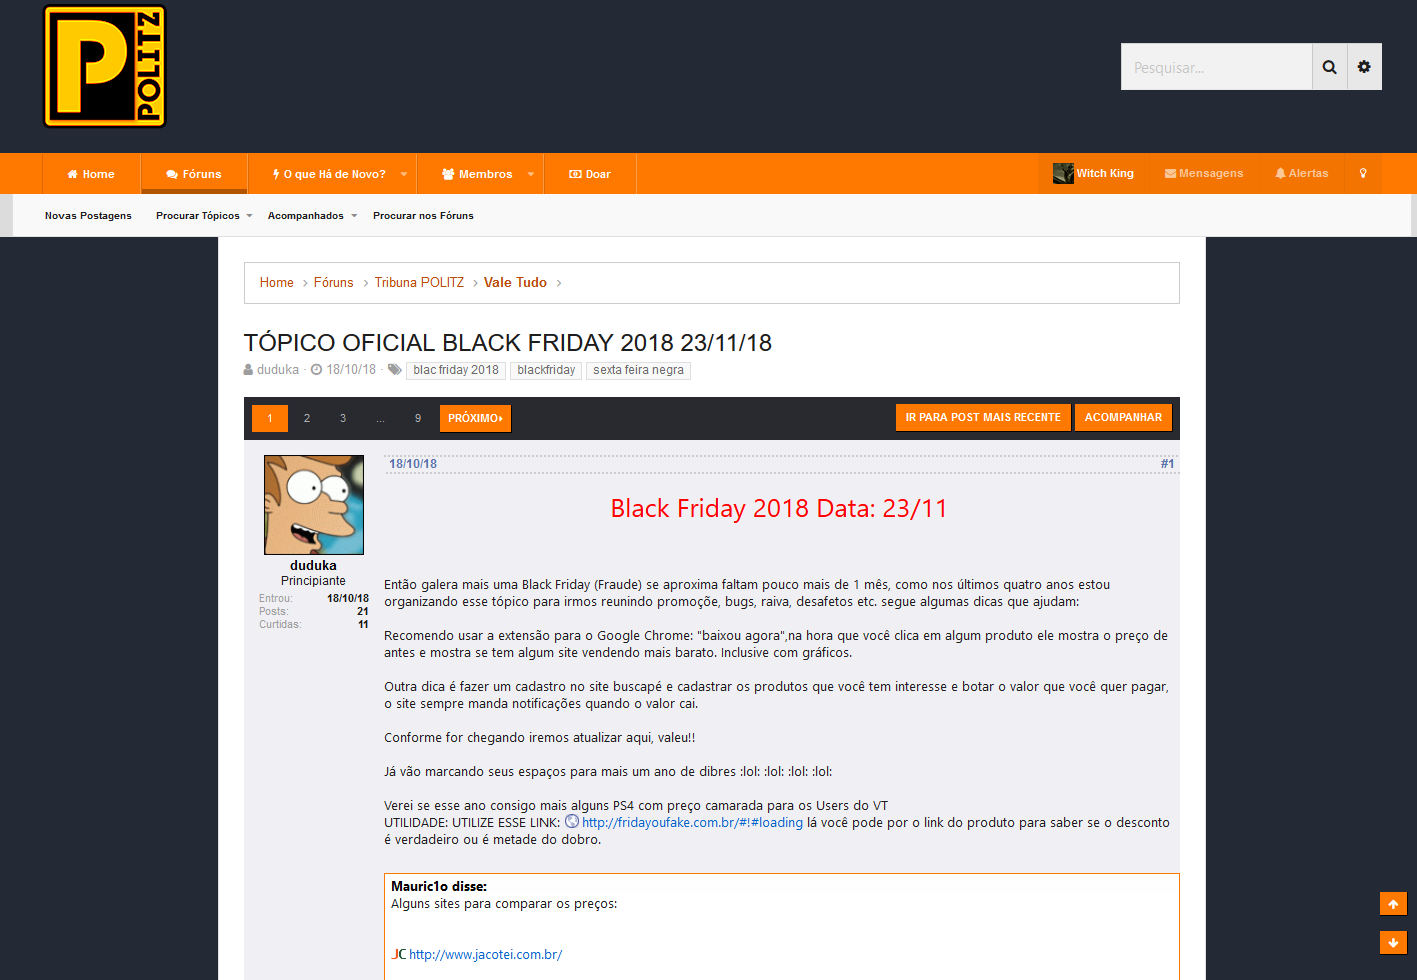 P POLITZ
Pesquisar...
Home Fóruns O que Há de Novo? Membros Doar Witch King Mensagens Alertas
Novas Postagens Procurar Tópicos Acompanhados Procurar nos Fóruns
Home > Fóruns > Tribuna POLITZ > Vale Tudo >
TÓPICO OFICIAL BLACK FRIDAY 2018 23/11/18
duduka · 18/10/18 · blac friday 2018 blackfriday sexta feira negra
1 2 3 ... 9 PRÓXIMO IR PARA POST MAIS RECENTE ACOMPANHAR
18/10/18 #1
Black Friday 2018 Data: 23/11
duduka
Principiante
Entrou: 18/10/18
Posts: 21
Curtidas: 11
Então galera mais uma Black Friday (Fraude) se aproxima faltam pouco mais de 1 mês, como nos últimos quatro anos estou
organizando esse tópico para irmos reunindo promoçõe, bugs, raiva, desafetos etc. segue algumas dicas que ajudam:
Recomendo usar a extensão para o Google Chrome: "baixou agora",na hora que você clica em algum produto ele mostra o preço de
antes e mostra se tem algum site vendendo mais barato. Inclusive com gráficos.
Outra dica é fazer um cadastro no site buscapé e cadastrar os produtos que você tem interesse e botar o valor que você quer pagar,
o site sempre manda notificações quando o valor cai.
Conforme for chegando iremos atualizar aqui, valeu!!
Já vão marcando seus espaços para mais um ano de dibres :lol: :lol: :lol: :lol:
Verei se esse ano consigo mais alguns PS4 com preço camarada para os Users do VT
UTILIDADE: UTILIZE ESSE LINK: http://fridayoufake.com.br/#!#loading lá você pode por o link do produto para saber se o desconto
é verdadeiro ou é metade do dobro.
Mauric1o disse:
Alguns sites para comparar os preços:
JC http://www.jacotei.com.br/